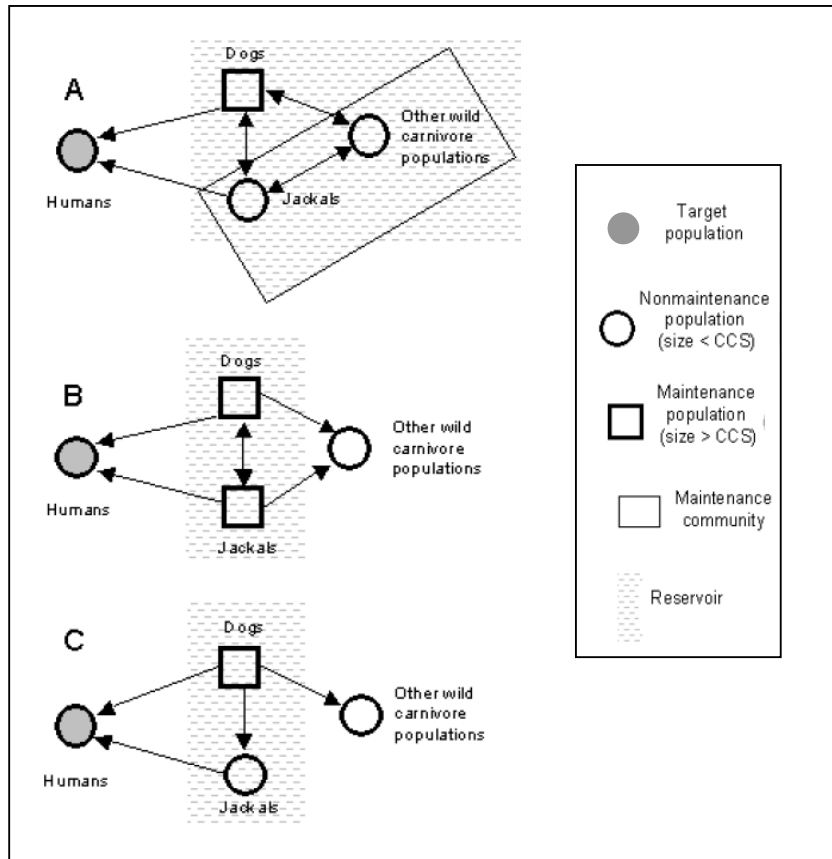 A
Dogs
Other wild
carnivore
populations
Humans
Jackals
B
Dogs
Other wild
carnivore
populations
Humans
Jackals
C
Dogs
Other wild
carnivore
populations
Humans
Jackals
Target
population
Nonmaintenance
population
(size < CCS)
Maintenance
population
(size > CCS)
Maintenance
community
Reservoir